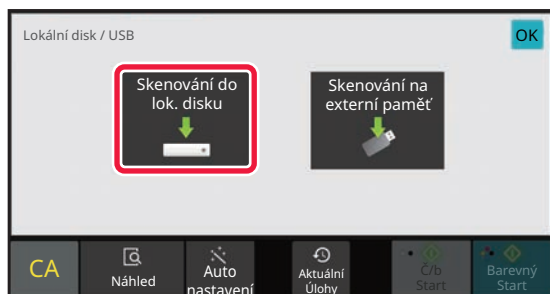 Lokální disk / USB
OK
Skenování do
lok. disku
Skenování na
externí paměť
CA
Náhled
Auto
nastavení
Aktuální
Úlohy
Č/b
Start
Barevný
Start